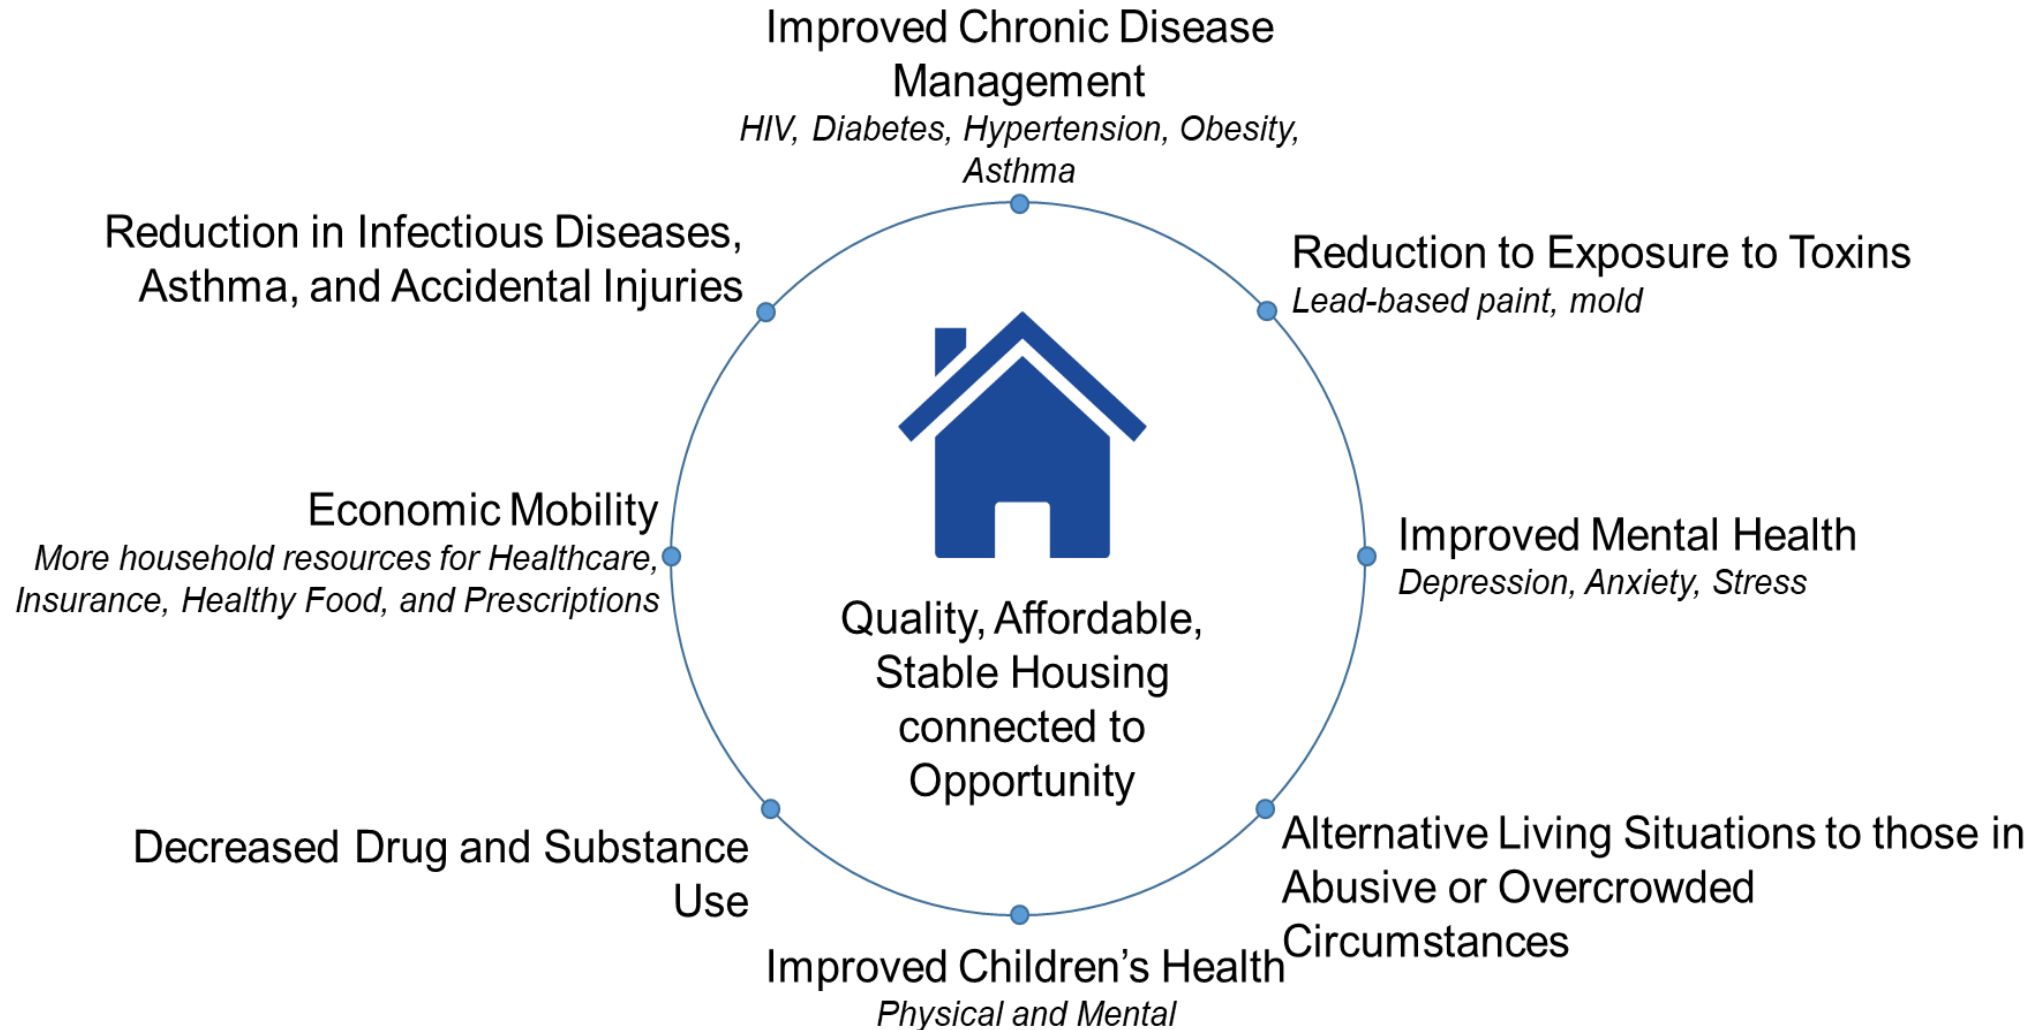 Improved Chronic Disease
Management
HIV, Diabetes, Hypertension, Obesity,
Asthma
Reduction in Infectious Diseases,
Asthma, and Accidental Injuries
Reduction to Exposure to Toxins
Lead-based paint, mold
Economic Mobility
More household resources for Healthcare,
Insurance, Healthy Food, and Prescriptions
Improved Mental Health
Depression, Anxiety, Stress
Quality, Affordable,
Stable Housing
connected to
Opportunity
Decreased Drug and Substance
Use
Alternative Living Situations to those in
Abusive or Overcrowded
Circumstances
Improved Children’s Health
Physical and Mental